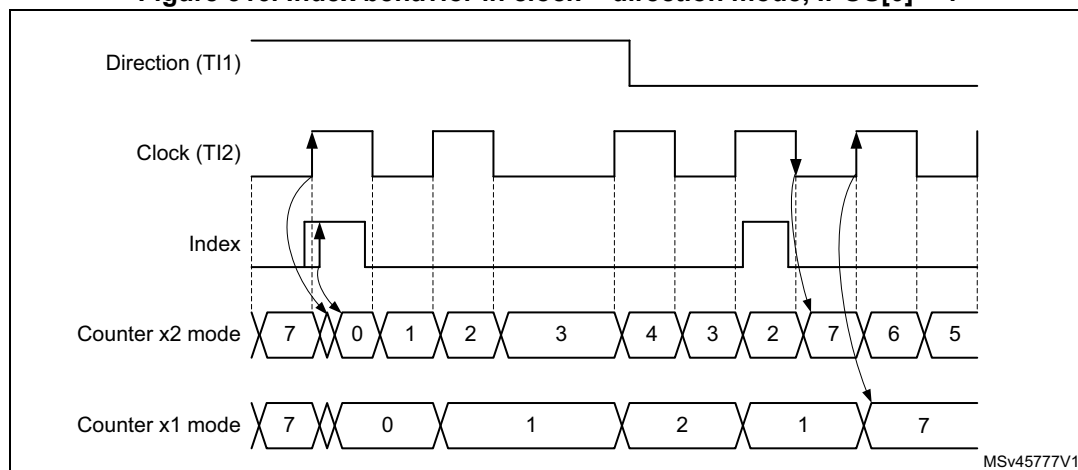 Figure Index behavior in clock + direction mode, IPOS[0] = 1
Direction (TI1)
Clock (TI2)
Index
Counter x2 mode 7 0 1 2 3 4 3 2 7 6 5
Counter x1 mode 7 0 1 2 1 7
MSv45777V1